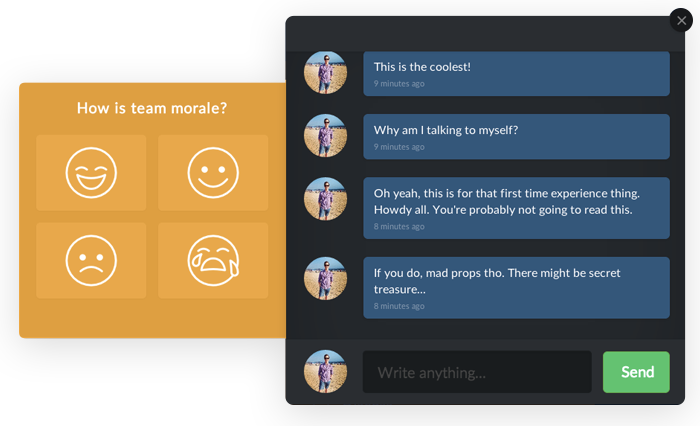 How is team morale?
This is the coolest!
9 minutes ago
Why am I talking to myself?
9 minutes ago
Oh yeah, this is for that first time experience thing.
Howdy all. You're probably not going to read this.
8 minutes ago
If you do, mad props tho. There might be secret
treasure...
8 minutes ago
Write anything...
Send